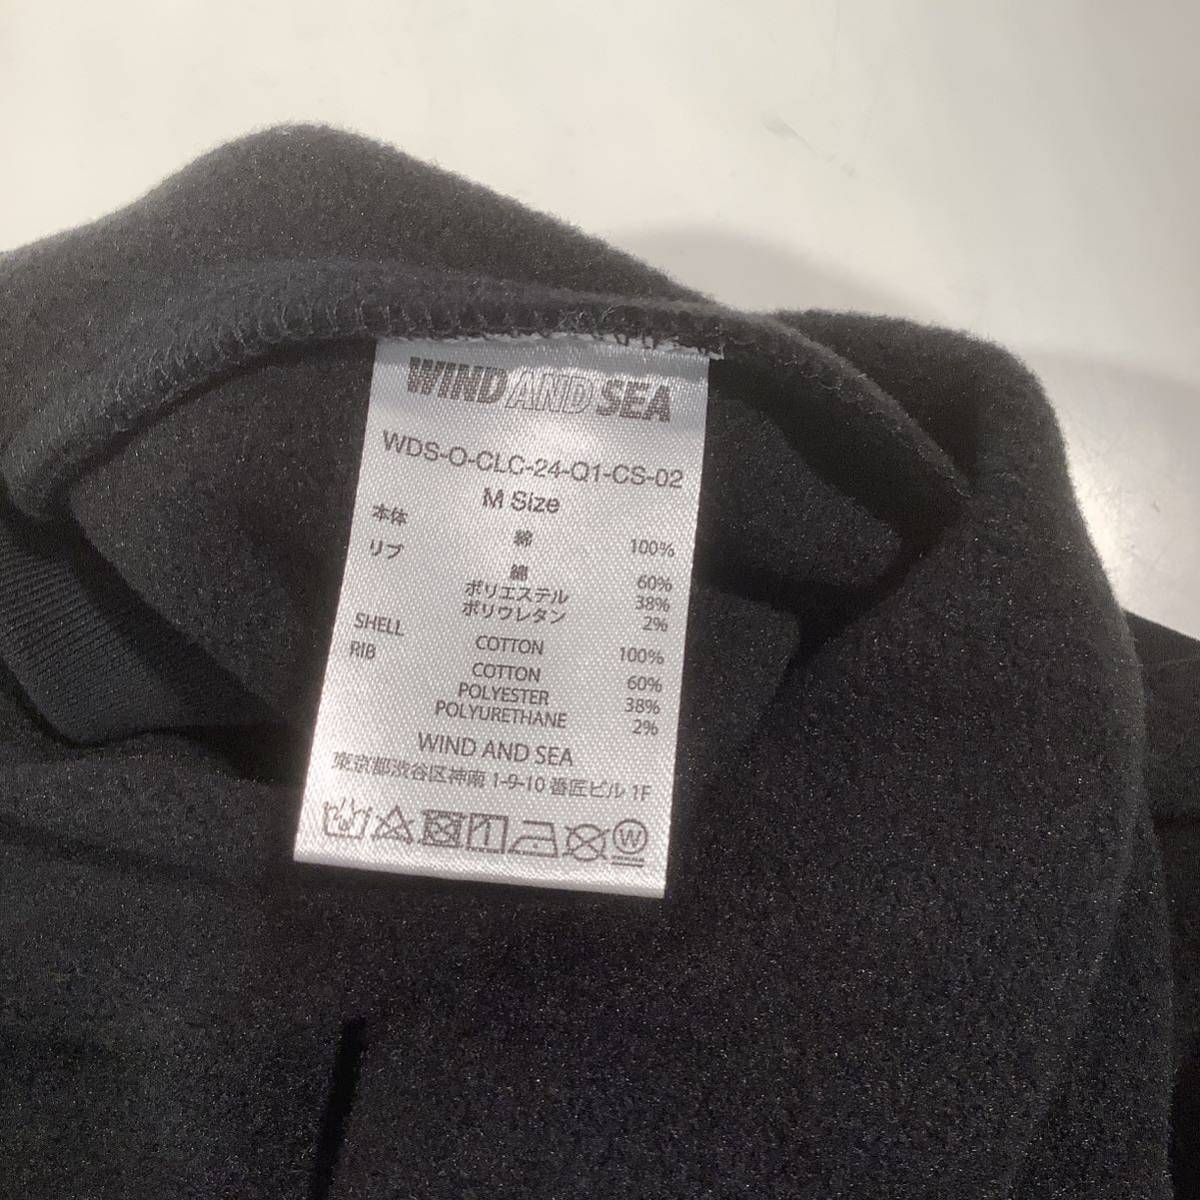 WIND AND SEA
WDS-O-CLC-24-Q1-CS-02
M Size
本体 綿 100%
リブ 綿 60%
ポリエステル 38%
ポリウレタン 2%
SHELL COTTON 100%
RIB COTTON 60%
POLYESTER 38%
POLYURETHANE 2%
WIND AND SEA
東京都渋谷区神南 1-9-10 番匠ビル 1F
W